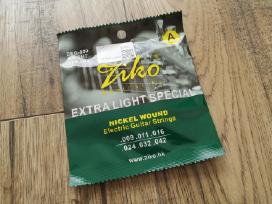 A
Ziko
EXTRA LIGHT SPECIAL
NICKEL WOUND
Electric Guitar Strings
.009 .011 .016
.024 .032 .042
www.ziko.hk